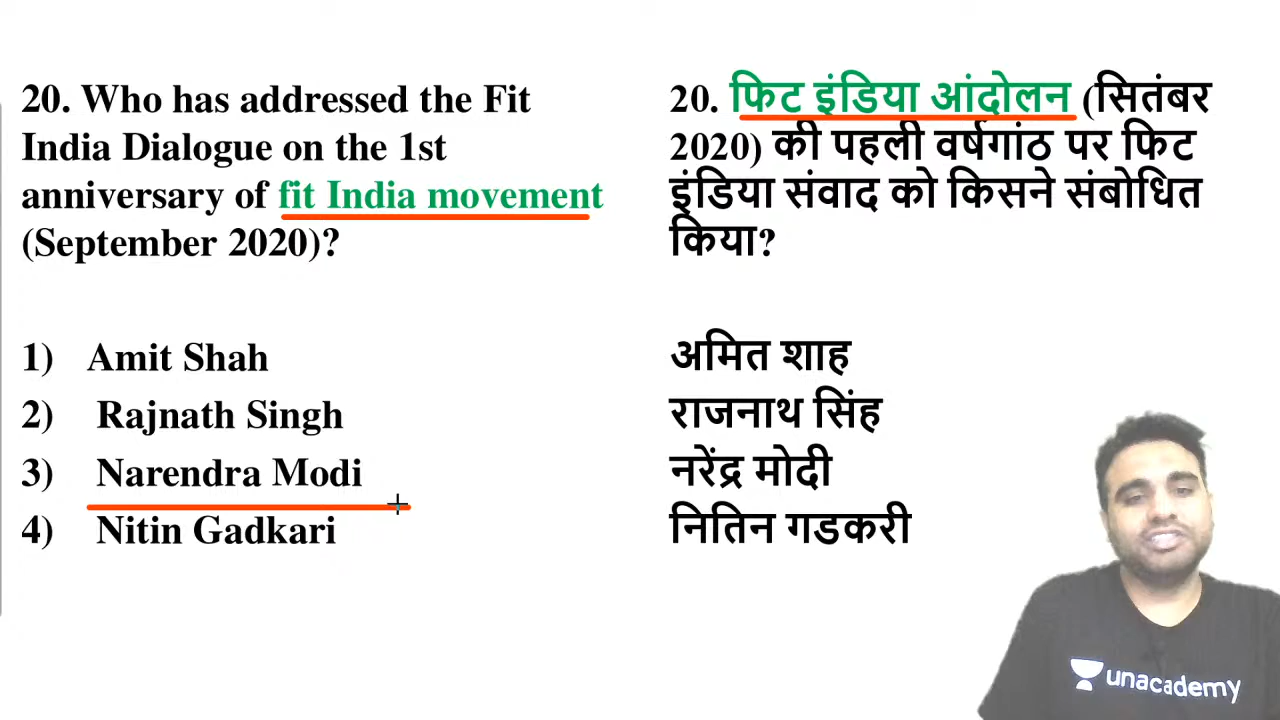 20. Who has addressed the Fit
India Dialogue on the 1st
anniversary of fit India movement
(September 2020)?
1) Amit Shah
2) Rajnath Singh
3) Narendra Modi
4) Nitin Gadkari
20. फिट इंडिया आंदोलन (सितंबर
2020) की पहली वर्षगांठ पर फिट
इंडिया संवाद को किसने संबोधित
किया?
अमित शाह
राजनाथ सिंह
नरेंद्र मोदी
नितिन गडकरी
unacademy